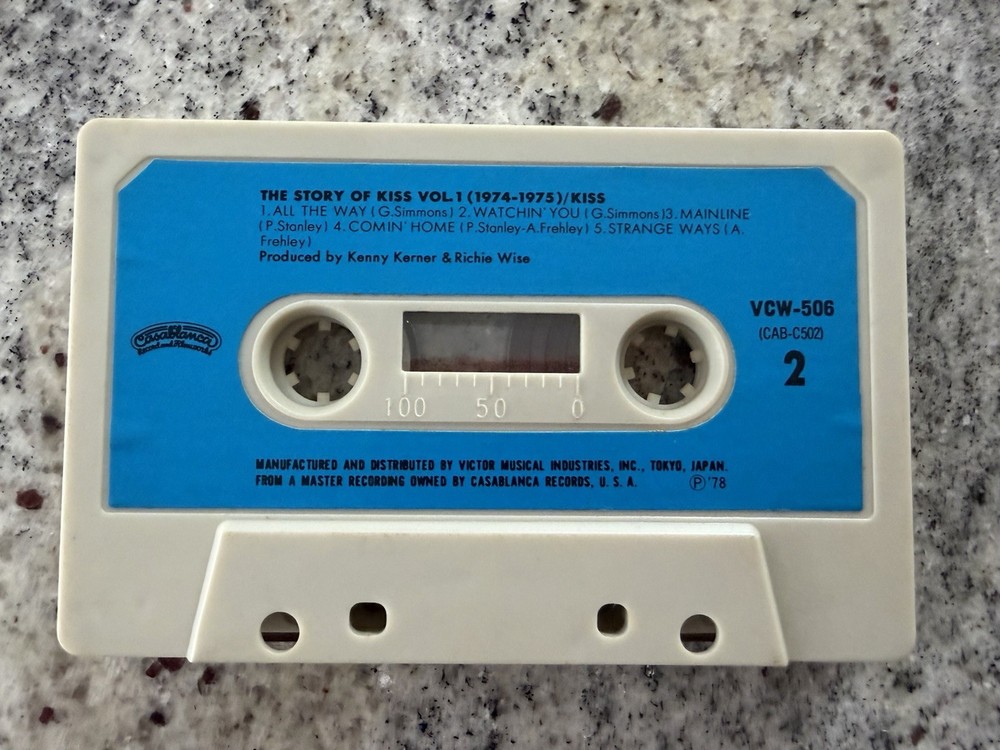 THE STORY OF KISS VOL.1 (1974-1975)/KISS
1. ALL THE WAY (G.Simmons) 2. WATCHIN' YOU (G.Simmons)3. MAINLINE
(P.Stanley) 4. COMIN' HOME (P.Stanley-A.Frehley) 5. STRANGE WAYS (A.
Frehley)
Produced by Kenny Kerner & Richie Wise
VCW-506
(CAB-C502)
2
Casablanca
Record and FilmWorks
100 50 0
MANUFACTURED AND DISTRIBUTED BY VICTOR MUSICAL INDUSTRIES, INC., TOKYO, JAPAN.
FROM A MASTER RECORDING OWNED BY CASABLANCA RECORDS, U. S. A. Ⓟ'78